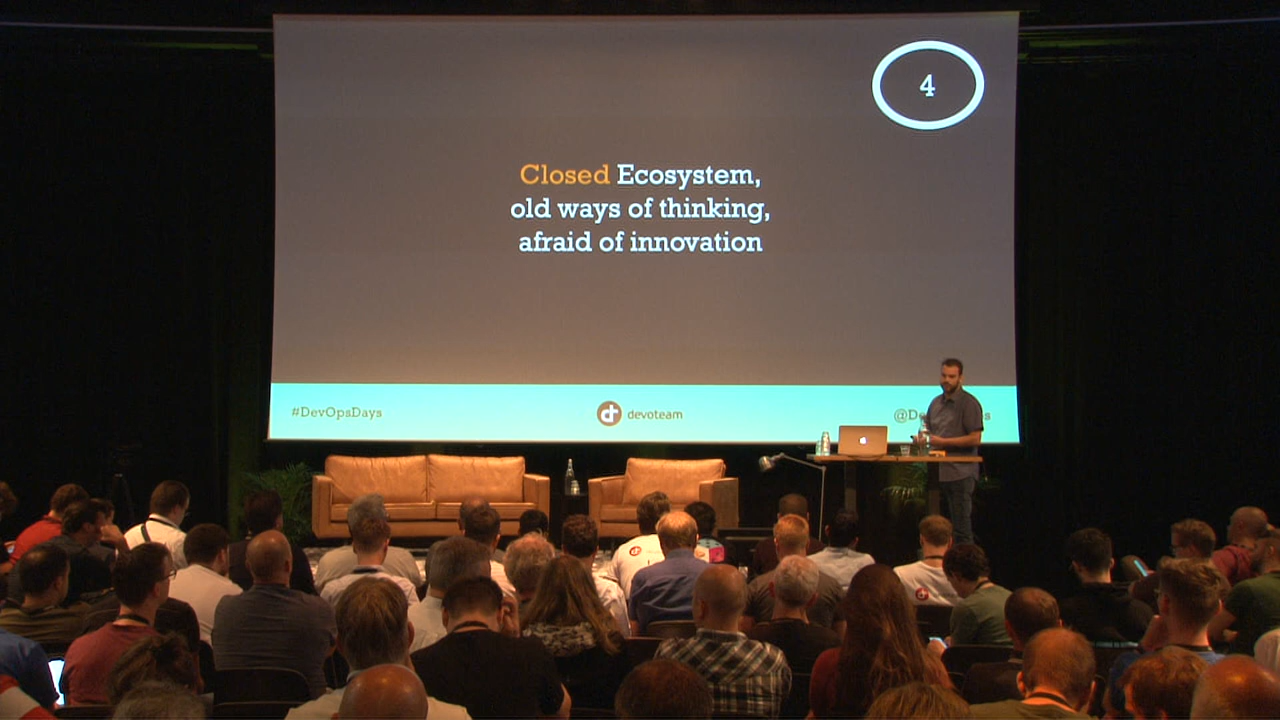 4
Closed Ecosystem,
old ways of thinking,
afraid of innovation
#DevOpsDays
devoteam